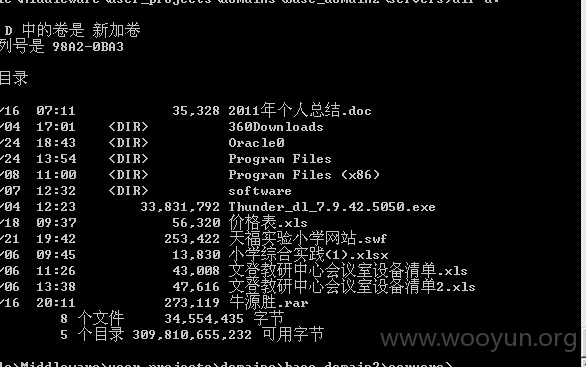 \Middleware\user_projects\domains\base_domain2\servers>dir d:
D 中的卷是 新加卷
列号是 98A2-0BA3
目录
/16 07:11 35,328 2011年个人总结.doc
/04 17:01 <DIR> 360Downloads
/24 18:43 <DIR> Oracle0
/24 13:54 <DIR> Program Files
/08 11:00 <DIR> Program Files (x86)
/07 12:32 <DIR> software
/04 12:23 33,831,792 Thunder_dl_7.9.42.5050.exe
/18 09:37 56,320 价格表.xls
/21 19:42 253,422 天福实验小学网站.swf
/06 09:45 13,830 小学综合实践(1).xlsx
/06 11:26 43,008 文登教研中心会议室设备清单.xls
/06 13:38 47,616 文登教研中心会议室设备清单2.xls
/16 20:11 273,119 牛源胜.rar
8 个文件 34,554,435 字节
5 个目录 309,810,655,232 可用字节
www.wooyun.org
\Middleware\user_projects\domains\base_domain2\servers>